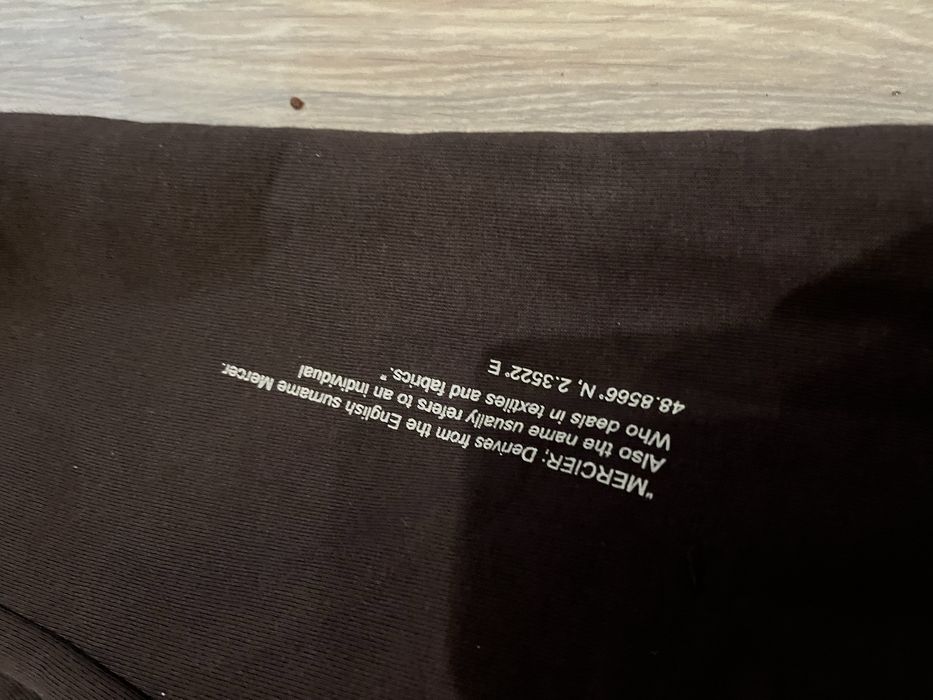 "MERCIER: Derives from the English surname Mercer.
Also the name usually refers to an individual
Who deals in textiles and fabrics."
48.8566° N, 2.3522° E